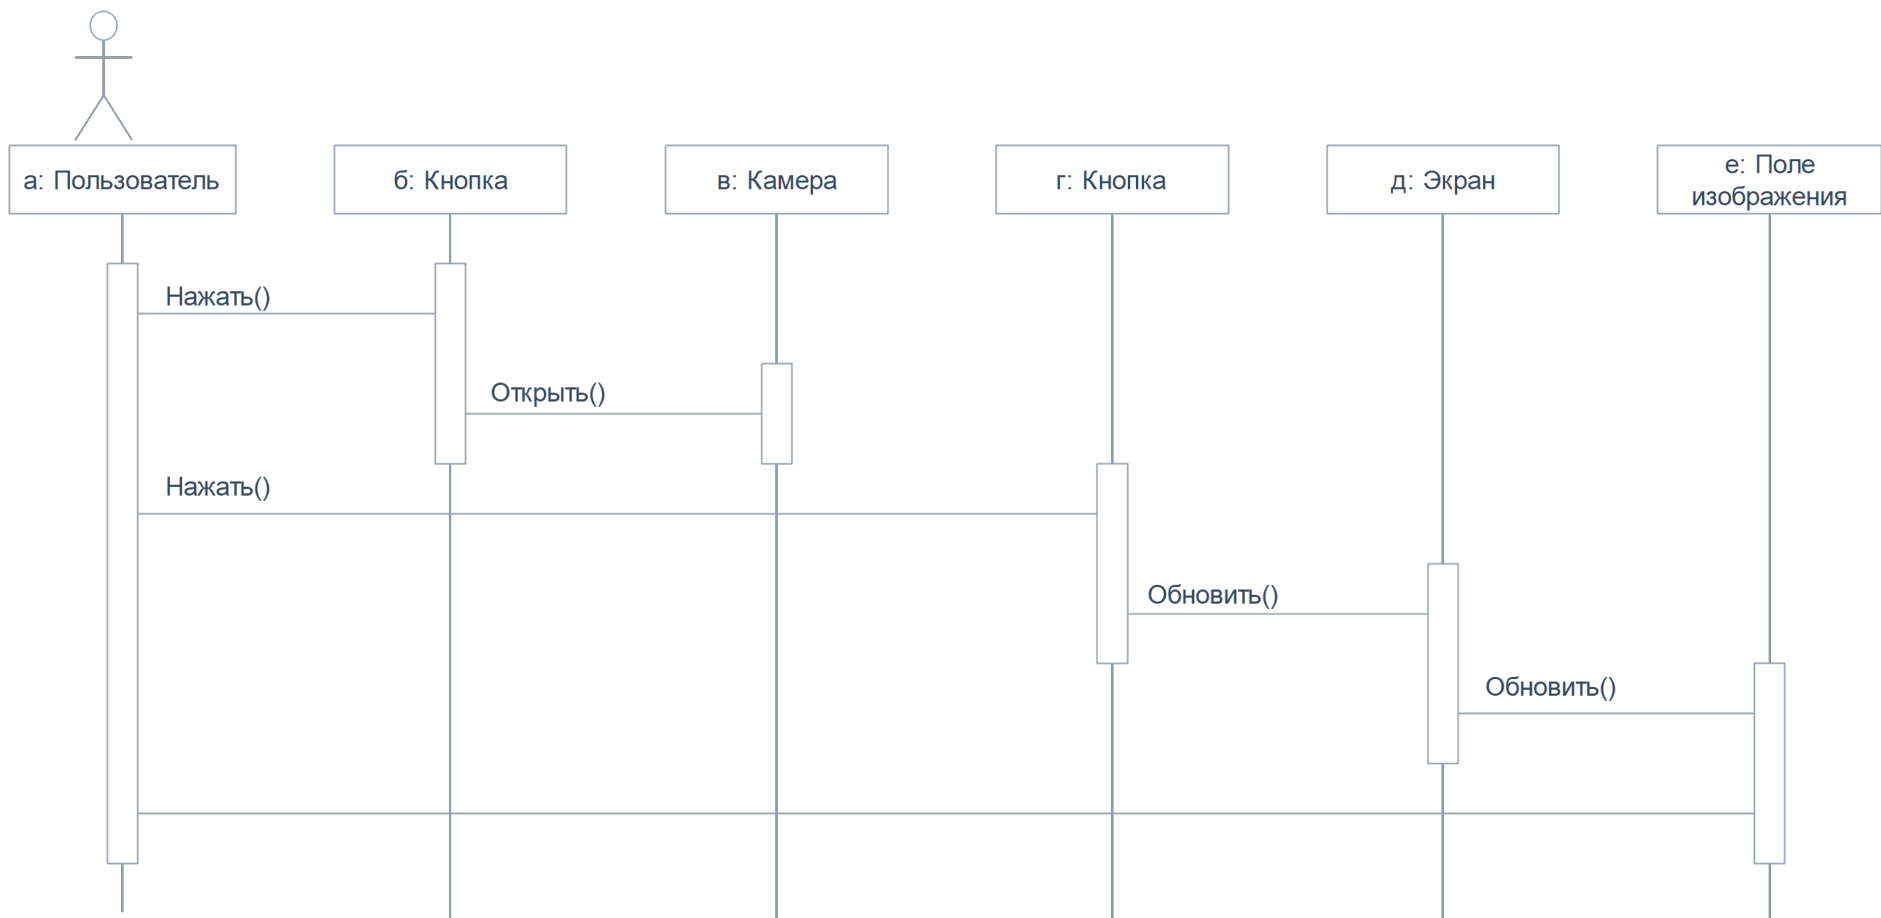 а: Пользователь
б: Кнопка
в: Камера
г: Кнопка
д: Экран
е: Поле
изображения
Нажать()
Открыть()
Нажать()
Обновить()
Обновить()